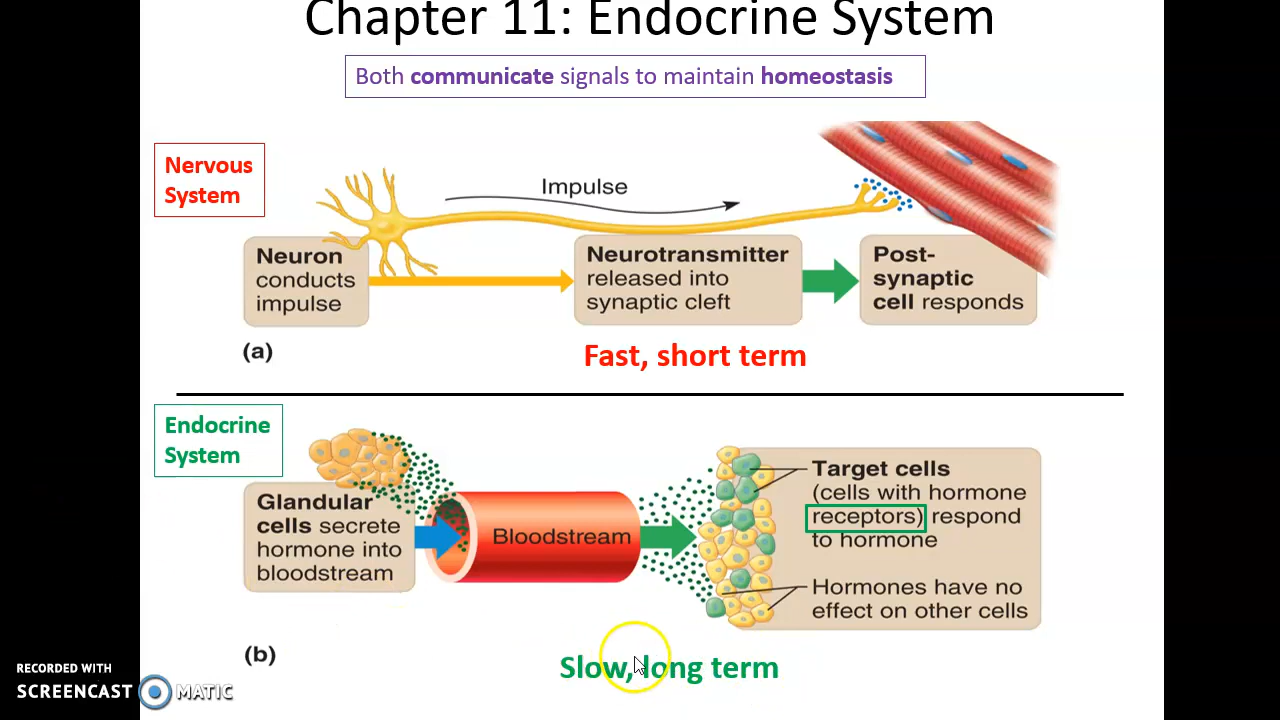 Chapter 11: Endocrine System
Both communicate signals to maintain homeostasis
Nervous
System
Impulse
Neuron
conducts
impulse
Neurotransmitter
released into
synaptic cleft
Post-
synaptic
cell responds
(a)
Fast, short term
Endocrine
System
Glandular
cells secrete
hormone into
bloodstream
Bloodstream
Target cells
(cells with hormone
receptors) respond
to hormone
Hormones have no
effect on other cells
(b)
Slow, long term
RECORDED WITH
SCREENCAST MATIC